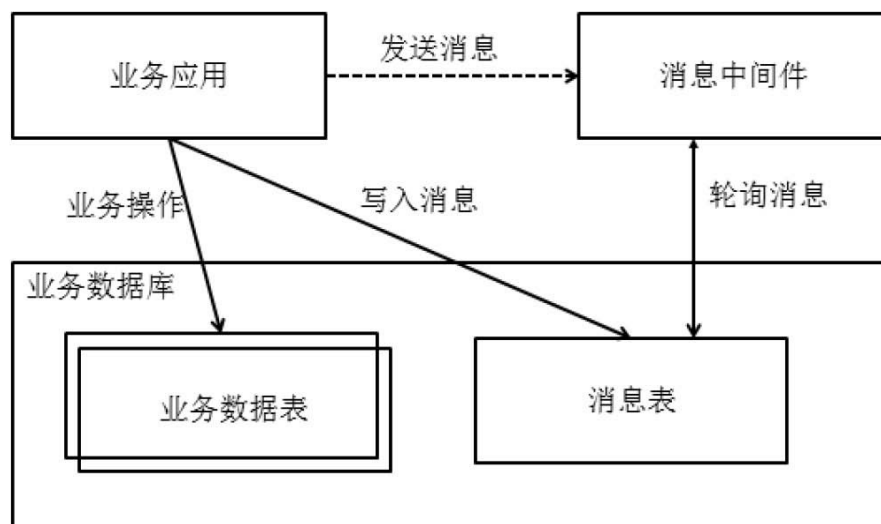 业务应用
发送消息
消息中间件
业务操作
写入消息
轮询消息
业务数据库
业务数据表
消息表